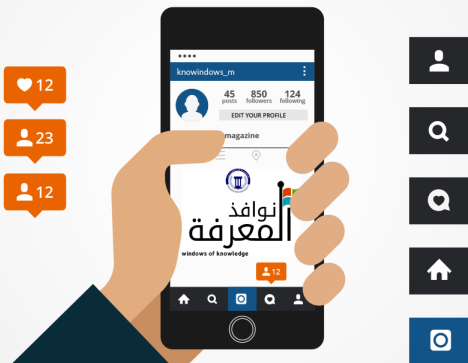 12
23
12
knowindows_m
45 850 124
posts followers following
EDIT YOUR PROFILE
magazine
نوافذ
المعرفة
windows of knowledge
12